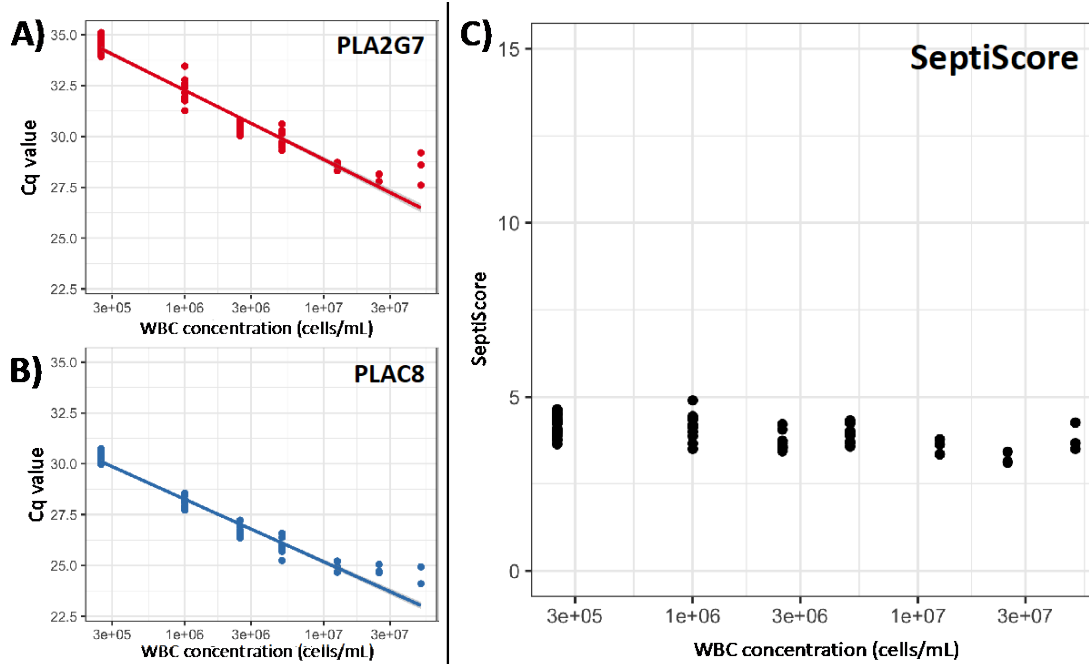 A)
PLA2G7
35.0
32.5
30.0
27.5
25.0
22.5
Cq value
3e+05 1e+06 3e+06 1e+07 3e+07
WBC concentration (cells/mL)
B)
PLAC8
35.0
32.5
30.0
27.5
25.0
22.5
Cq value
3e+05 1e+06 3e+06 1e+07 3e+07
WBC concentration (cells/mL)
C)
SeptiScore
15
10
5
0
SeptiScore
3e+05 1e+06 3e+06 1e+07 3e+07
WBC concentration (cells/mL)